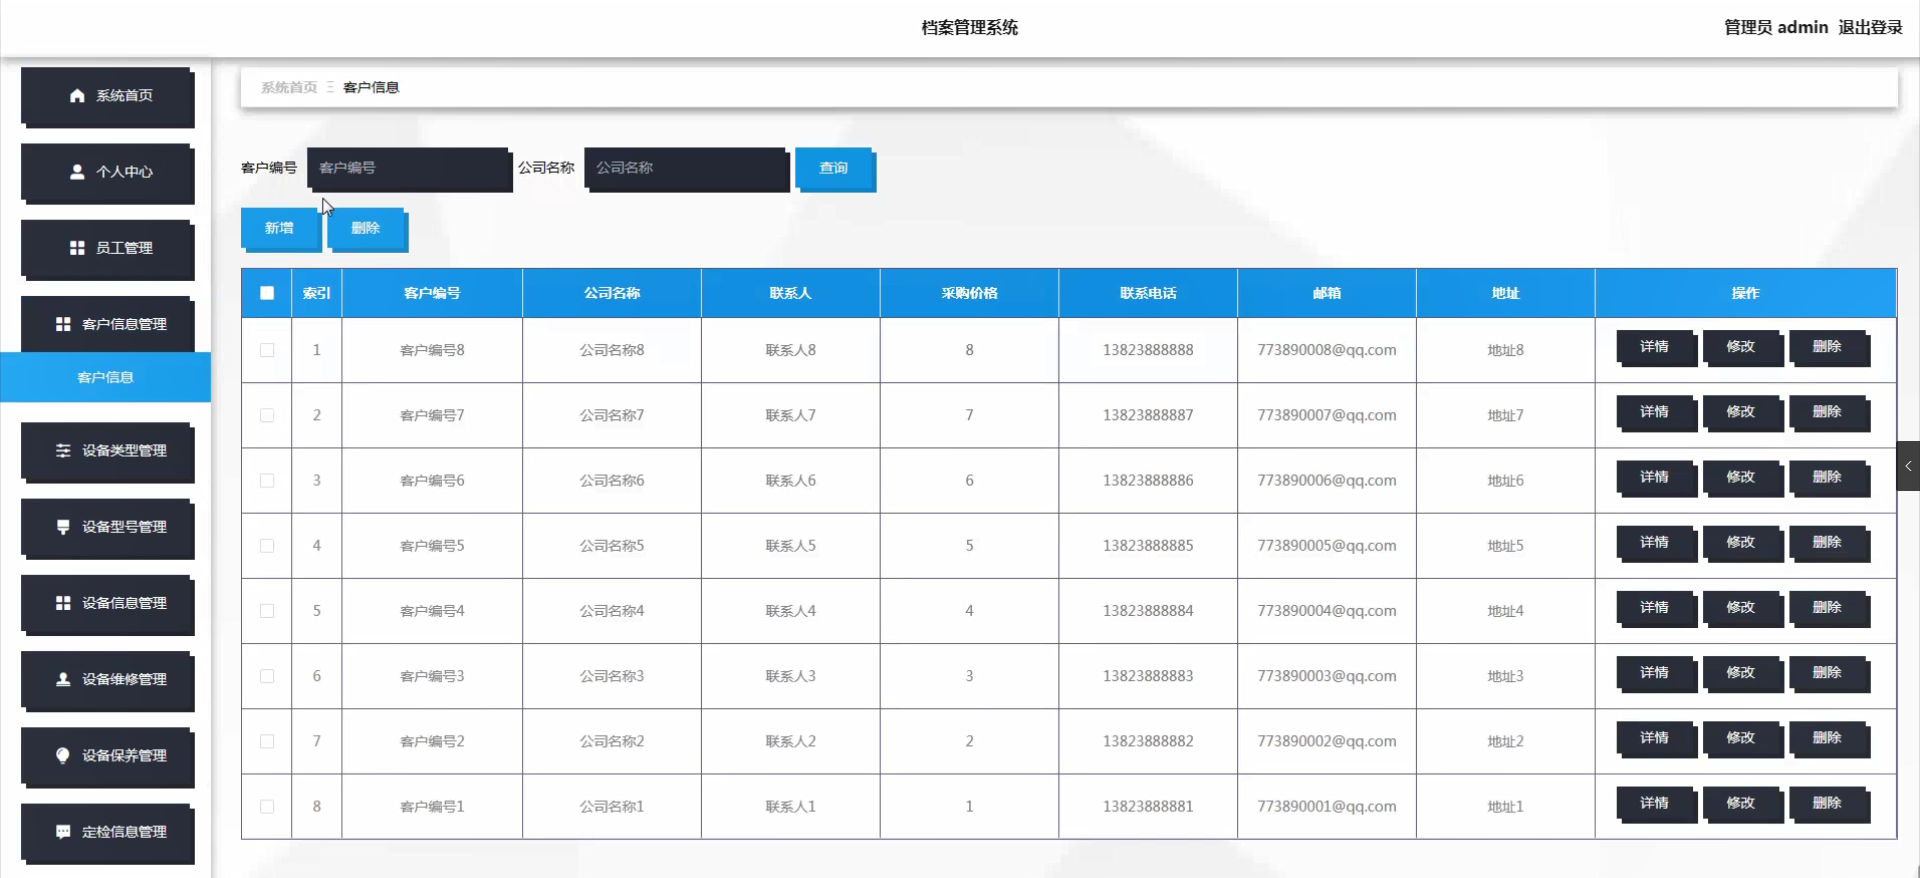 档案管理系统
管理员 admin 退出登录
系统首页
个人中心
员工管理
客户信息管理
客户信息
设备类型管理
设备型号管理
设备信息管理
设备维修管理
设备保养管理
定检信息管理
系统首页 客户信息
客户编号 客户编号 公司名称 公司名称 查询
新增 删除
索引 客户编号 公司名称 联系人 采购价格 联系电话 邮箱 地址 操作
1 客户编号8 公司名称8 联系人8 8 13823888888 773890008@qq.com 地址8 详情 修改 删除
2 客户编号7 公司名称7 联系人7 7 13823888887 773890007@qq.com 地址7 详情 修改 删除
3 客户编号6 公司名称6 联系人6 6 13823888886 773890006@qq.com 地址6 详情 修改 删除
4 客户编号5 公司名称5 联系人5 5 13823888885 773890005@qq.com 地址5 详情 修改 删除
5 客户编号4 公司名称4 联系人4 4 13823888884 773890004@qq.com 地址4 详情 修改 删除
6 客户编号3 公司名称3 联系人3 3 13823888883 773890003@qq.com 地址3 详情 修改 删除
7 客户编号2 公司名称2 联系人2 2 13823888882 773890002@qq.com 地址2 详情 修改 删除
8 客户编号1 公司名称1 联系人1 1 13823888881 773890001@qq.com 地址1 详情 修改 删除